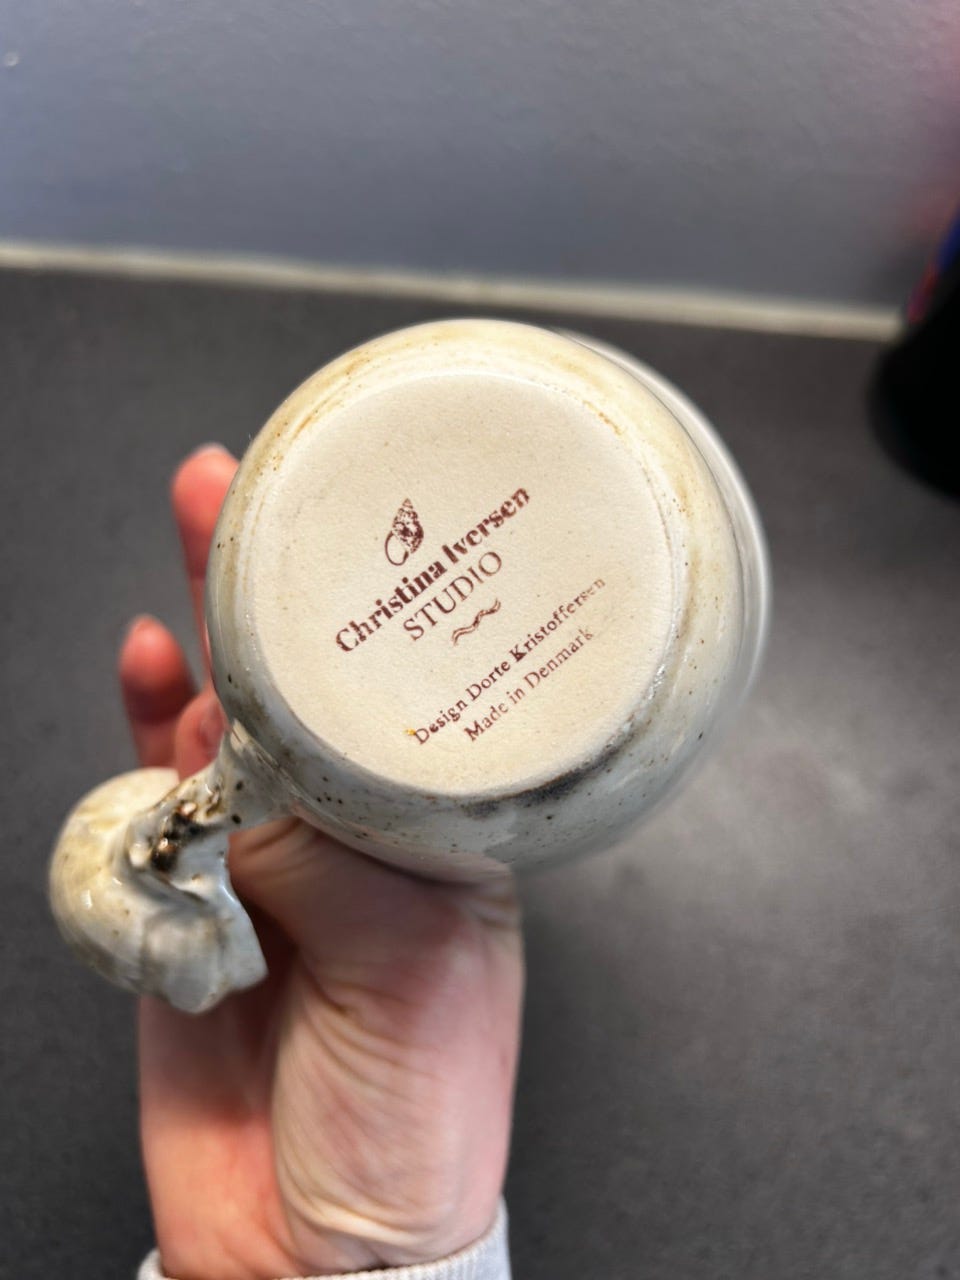 Christina Iversen
STUDIO
Design Dorte Kristoffersen
Made in Denmark